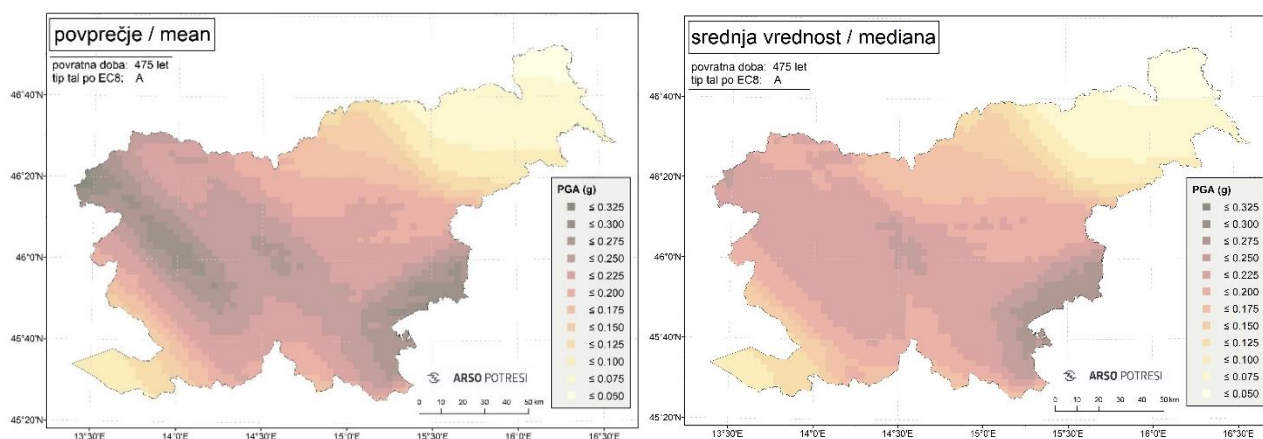 povprečje / mean
povratna doba: 475 let
tip tal po EC8: A
46°40'N
46°20'N
46°0'N
45°40'N
45°20'N
13°30'E
14°0'E
14°30'E
15°0'E
15°30'E
16°0'E
16°30'E
PGA (g)
≤ 0.325
≤ 0.300
≤ 0.275
≤ 0.250
≤ 0.225
≤ 0.200
≤ 0.175
≤ 0.150
≤ 0.125
≤ 0.100
≤ 0.075
≤ 0.050
ARSO POTRESI
0 10 20 30 40 50 km
srednja vrednost / mediana
povratna doba: 475 let
tip tal po EC8: A
46°40'N
46°20'N
46°0'N
45°40'N
45°20'N
13°30'E
14°0'E
14°30'E
15°0'E
15°30'E
16°0'E
16°30'E
PGA (g)
≤ 0.325
≤ 0.300
≤ 0.275
≤ 0.250
≤ 0.225
≤ 0.200
≤ 0.175
≤ 0.150
≤ 0.125
≤ 0.100
≤ 0.075
≤ 0.050
ARSO POTRESI
0 10 20 30 40 50 km